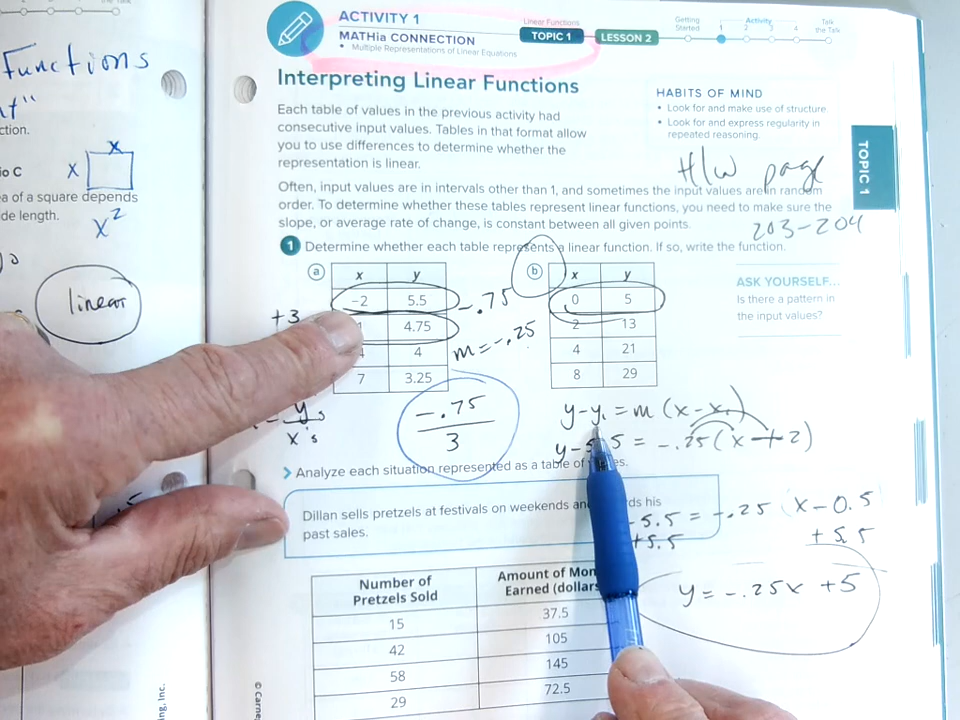 Functions
nt"
ction.
io C
x
x
ea of a square depends
de length.
x²
linear
ACTIVITY 1
MATHia CONNECTION
• Multiple Representations of Linear Equations
Linear Functions
TOPIC 1
LESSON 2
Getting Started
1
Activity
2
3
4
Talk the Talk
Interpreting Linear Functions
Each table of values in the previous activity had
consecutive input values. Tables in that format allow
you to use differences to determine whether the
representation is linear.
HABITS OF MIND
• Look for and make use of structure
• Look for and express regularity in
repeated reasoning.
TOPIC 1
H/W page
203-204
Often, input values are in intervals other than 1, and sometimes the input values are in random
order. To determine whether these tables represent linear functions, you need to make sure the
slope, or average rate of change, is constant between all given points.
1 Determine whether each table represents a linear function. If so, write the function.
a
x y
-2 5.5
1 4.75
4 4
7 3.25
+3
-.75
m=-.25
b
x y
0 5
2 13
4 21
8 29
ASK YOURSELF...
Is there a pattern in
the input values?
y's
x's
-.75
3
y-y₁ = m(x-x₁)
y-5.5 = -.25(x+2)
-5.5 = -.25 (x-0.5
+5.5
+5.5
y = -.25x +5
Analyze each situation represented as a table of
Dillan sells pretzels at festivals on weekends his
past sales.
Number of
Pretzels Sold
Amount of
Earned (dollars
15 37.5
42 105
58 145
29 72.5
ng, Inc.